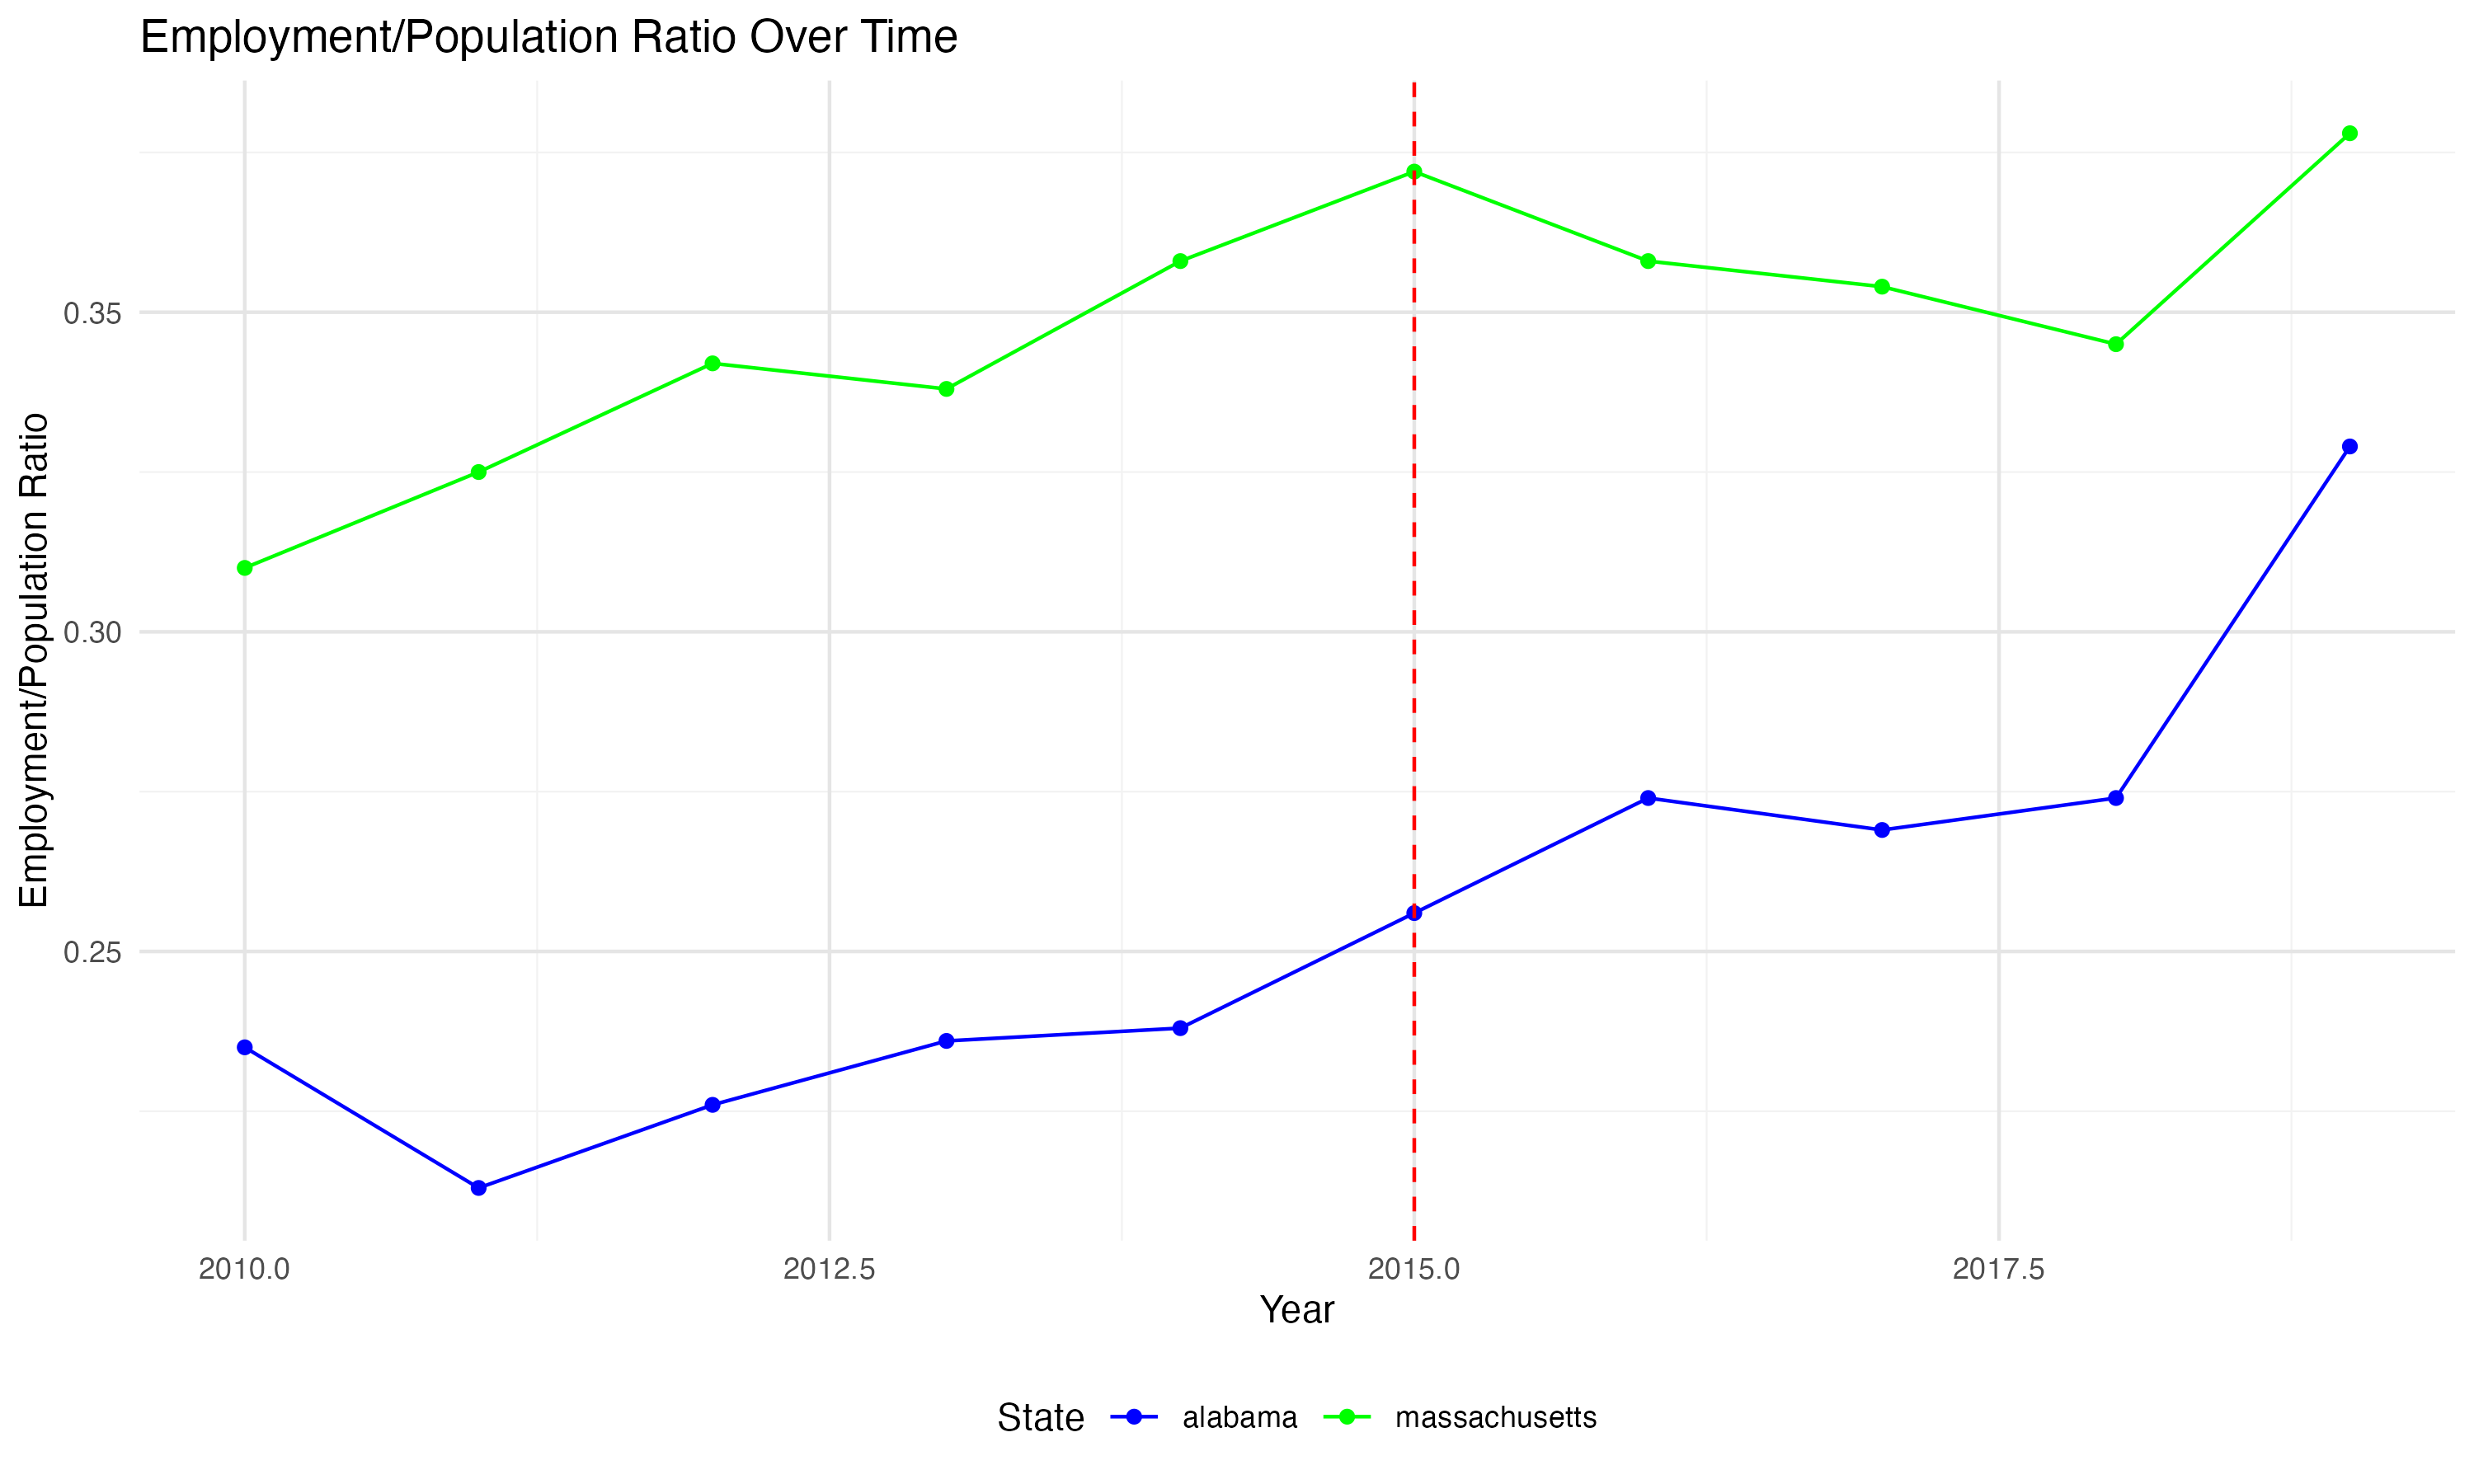 Employment/Population Ratio Over Time
Employment/Population Ratio
0.35
0.30
0.25
2010.0 2012.5 2015.0 2017.5
Year
State alabama massachusetts